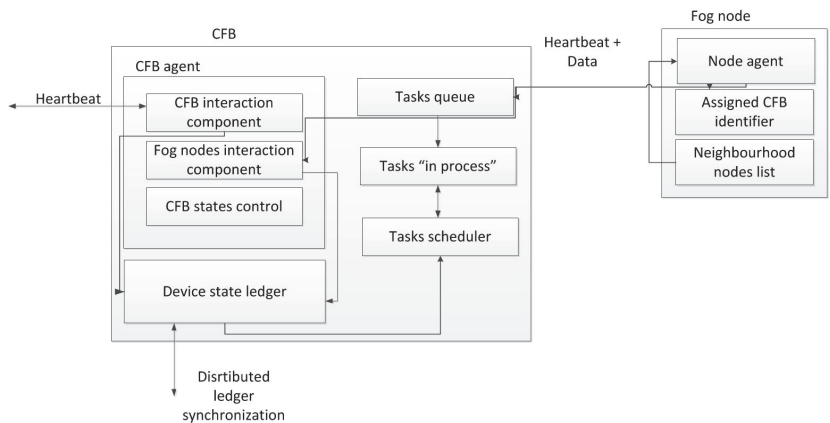 Fog node
CFB
Heartbeat +
Data
CFB agent
Node agent
Heartbeat
CFB interaction
component
Tasks queue
Assigned CFB
identifier
Fog nodes interaction
component
Tasks “in process”
Neighbourhood
nodes list
CFB states control
Tasks scheduler
Device state ledger
Disrtibuted
ledger
synchronization